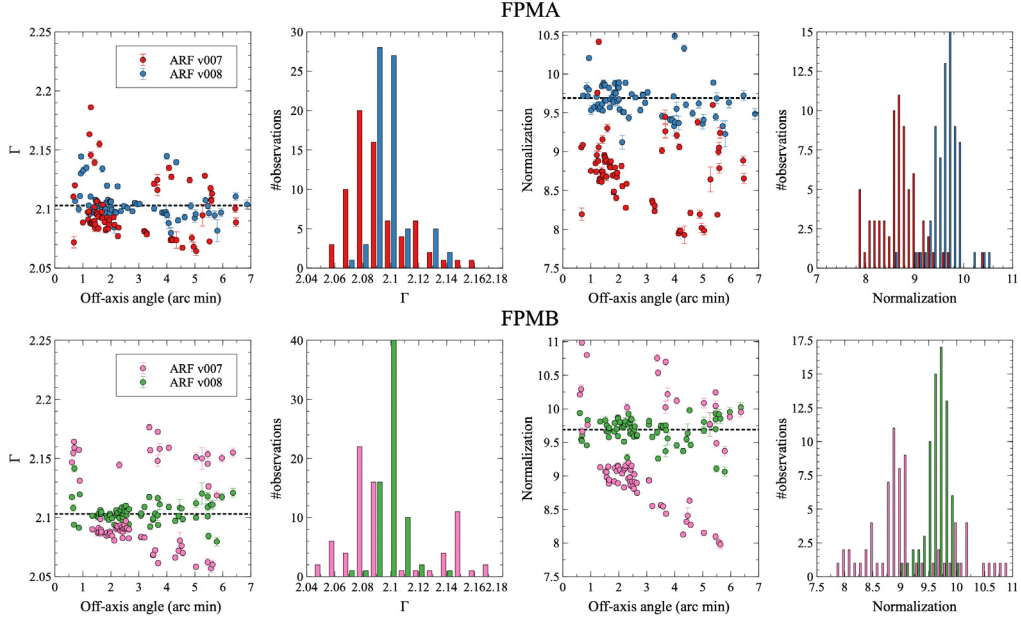 FPMA
2.25
2.2
2.15
2.1
2.05
Γ
0 1 2 3 4 5 6 7
Off-axis angle (arc min)
ARF v007
ARF v008
30
25
20
15
10
5
0
#observations
2.04 2.06 2.08 2.1 2.12 2.14 2.16 2.18
Γ
10.5
10
9.5
9
8.5
8
7.5
Normalization
0 1 2 3 4 5 6 7
Off-axis angle (arc min)
15
12
9
6
3
0
#observations
7 8 9 10 11
Normalization
FPMB
2.25
2.2
2.15
2.1
2.05
Γ
0 1 2 3 4 5 6 7
Off-axis angle (arc min)
ARF v007
ARF v008
40
30
20
10
0
#observations
2.04 2.06 2.08 2.1 2.12 2.14 2.16 2.18
Γ
11
10.5
10
9.5
9
8.5
8
7.5
Normalization
0 1 2 3 4 5 6 7
Off-axis angle (arc min)
17.5
15
12.5
10
7.5
5
2.5
0
#observations
7.5 8 8.5 9 9.5 10 10.5 11
Normalization